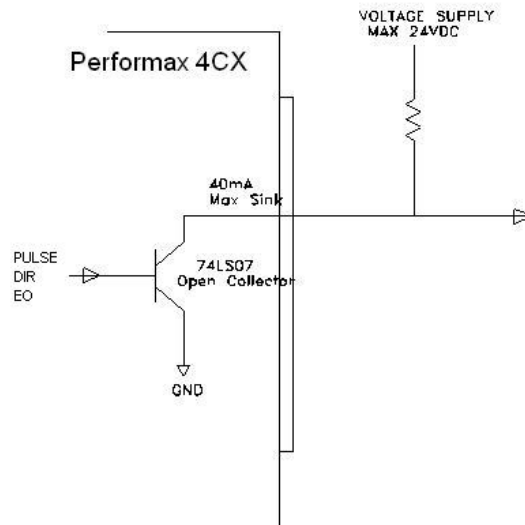 VOLTAGE SUPPLY
MAX 24VDC
Performax 4CX
40mA
Max Sink
74LS07
Open Collector
PULSE
DIR
EO
GND